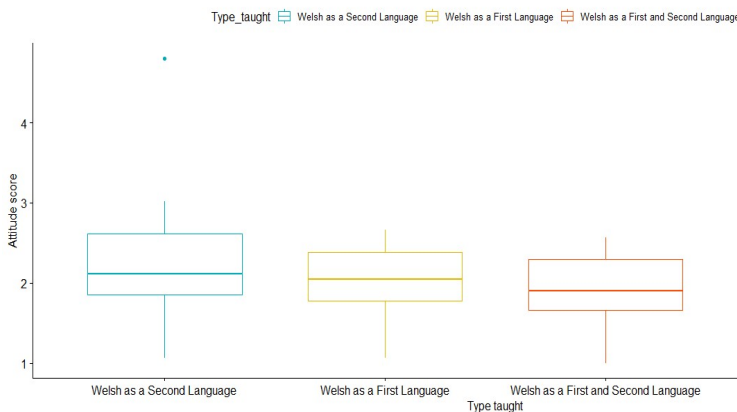 Type_taught Welsh as a Second Language Welsh as a First Language Welsh as a First and Second Language
Attitude score
4
3
2
1
Welsh as a Second Language Welsh as a First Language Welsh as a First and Second Language
Type taught